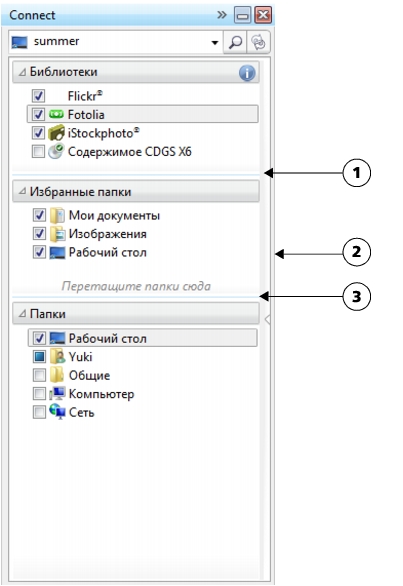 Connect
summer
Библиотеки
Flickr®
Fotolia
iStockphoto®
Содержимое CDGS X6
1
Избранные папки
Мои документы
Изображения
Рабочий стол
2
Перетащите папки сюда
3
Папки
Рабочий стол
Yuki
Общие
Компьютер
Сеть